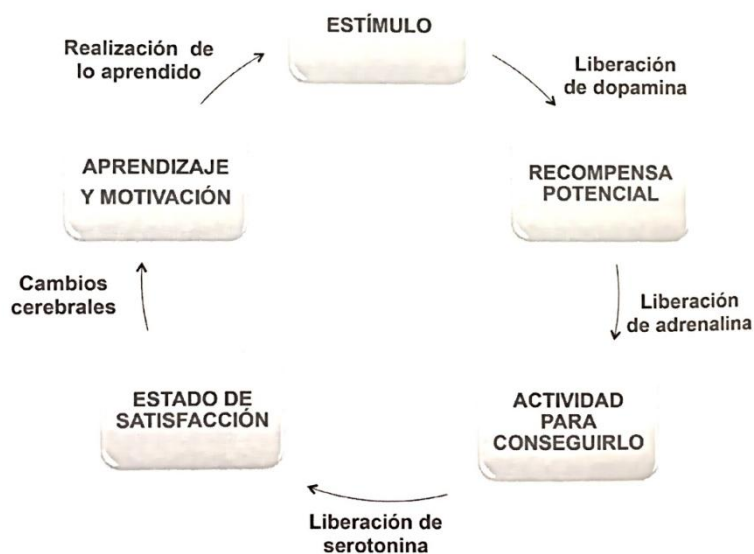 ESTÍMULO
Liberación
de dopamina
RECOMPENSA
POTENCIAL
Liberación
de adrenalina
ACTIVIDAD
PARA
CONSEGUIRLO
Liberación de
serotonina
ESTADO DE
SATISFACCIÓN
Cambios
cerebrales
APRENDIZAJE
Y MOTIVACIÓN
Realización de
lo aprendido